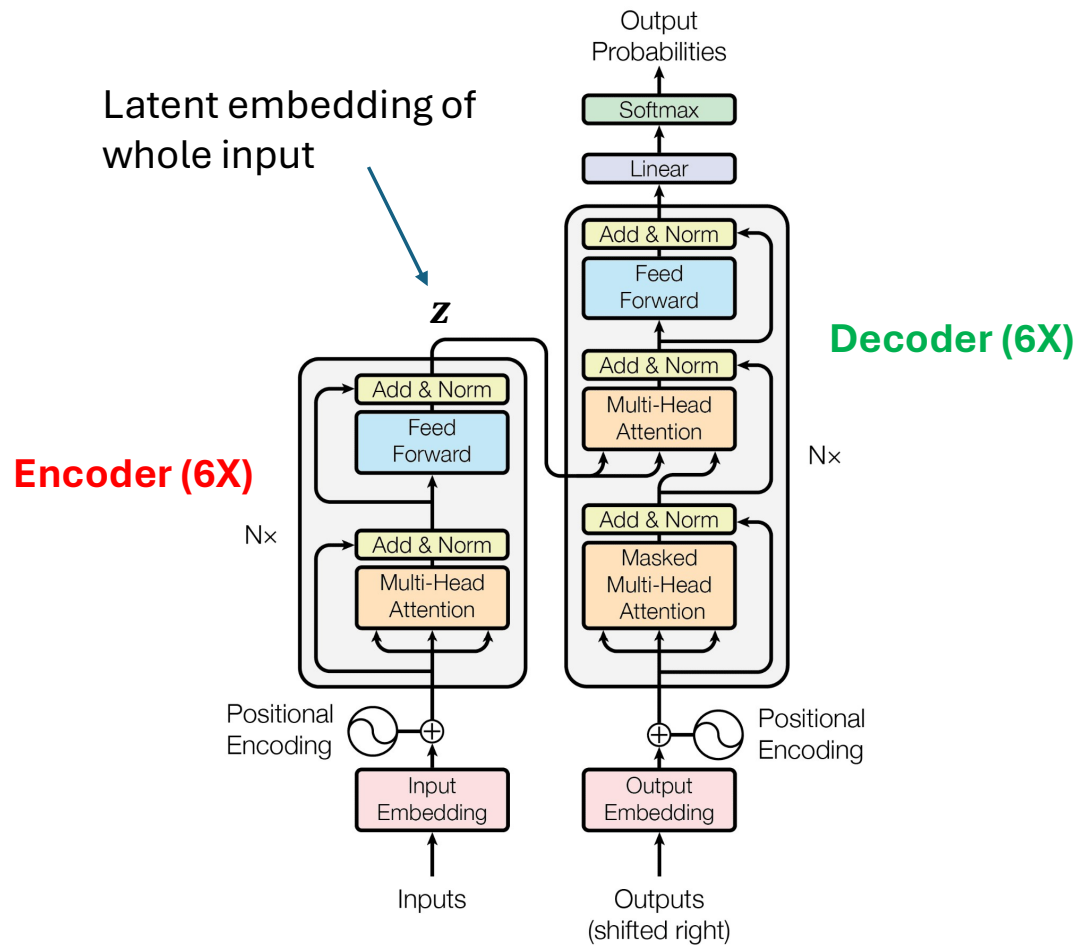 Output
Probabilities
Softmax
Linear
Latent embedding of
whole input
z
Add & Norm
Feed
Forward
Add & Norm
Multi-Head
Attention
Add & Norm
Masked
Multi-Head
Attention
Decoder (6X)
N×
Add & Norm
Feed
Forward
Add & Norm
Multi-Head
Attention
Encoder (6X)
N×
Positional
Encoding
Positional
Encoding
Input
Embedding
Output
Embedding
Inputs
Outputs
(shifted right)